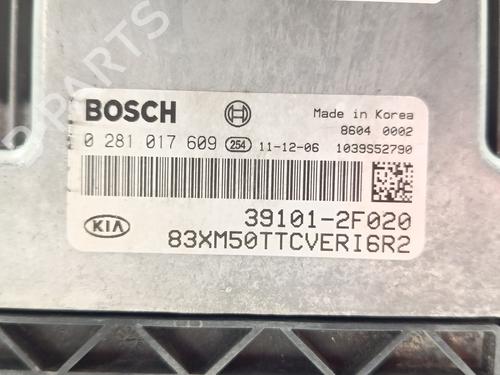 B PARTS
BOSCH
Made in Korea
8604 0002
0 281 017 609 254 11-12-06 1039S52790
39101-2F020
KIA
83XM50TTCVERI6R2